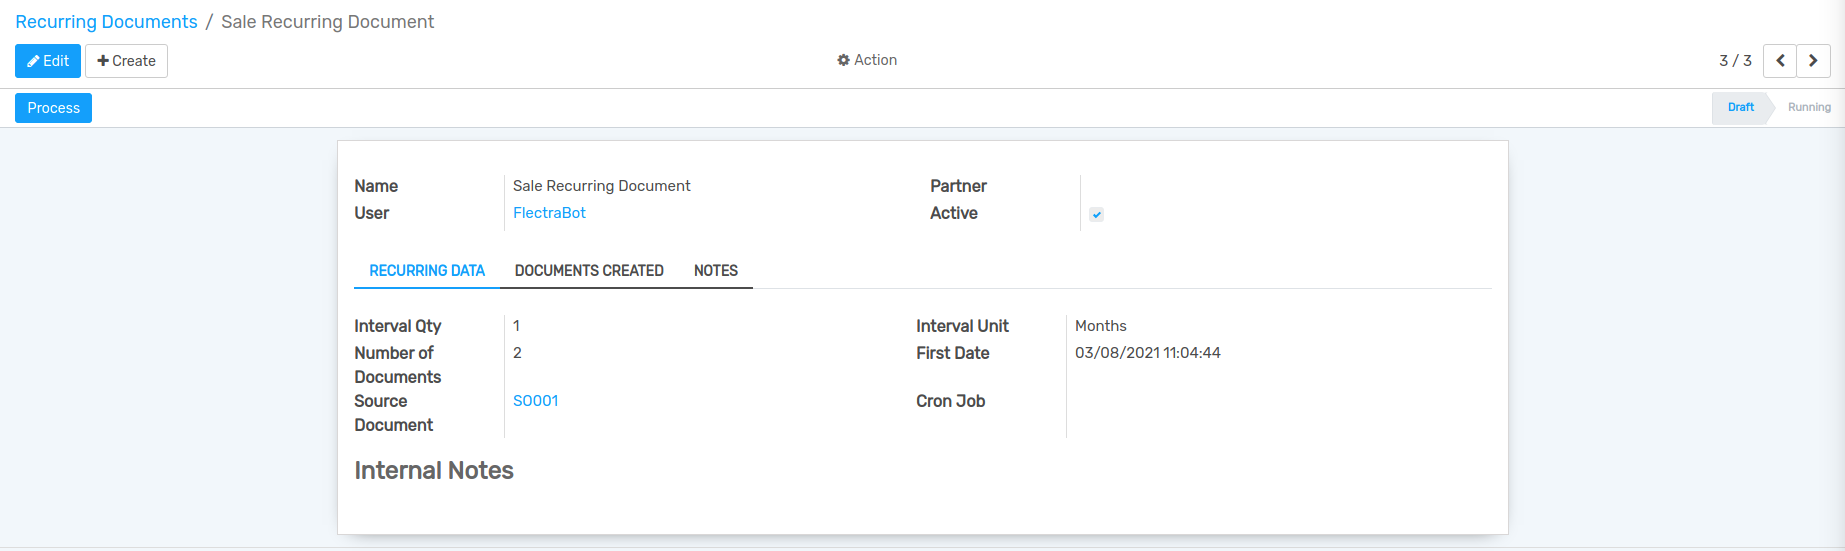 Recurring Documents / Sale Recurring Document
Edit Create Action 3 / 3
Process Draft Running
Name Sale Recurring Document Partner
User FlectraBot Active
RECURRING DATA DOCUMENTS CREATED NOTES
Interval Qty 1 Interval Unit Months
Number of Documents 2 First Date 03/08/2021 11:04:44
Source Document SO001 Cron Job
Internal Notes